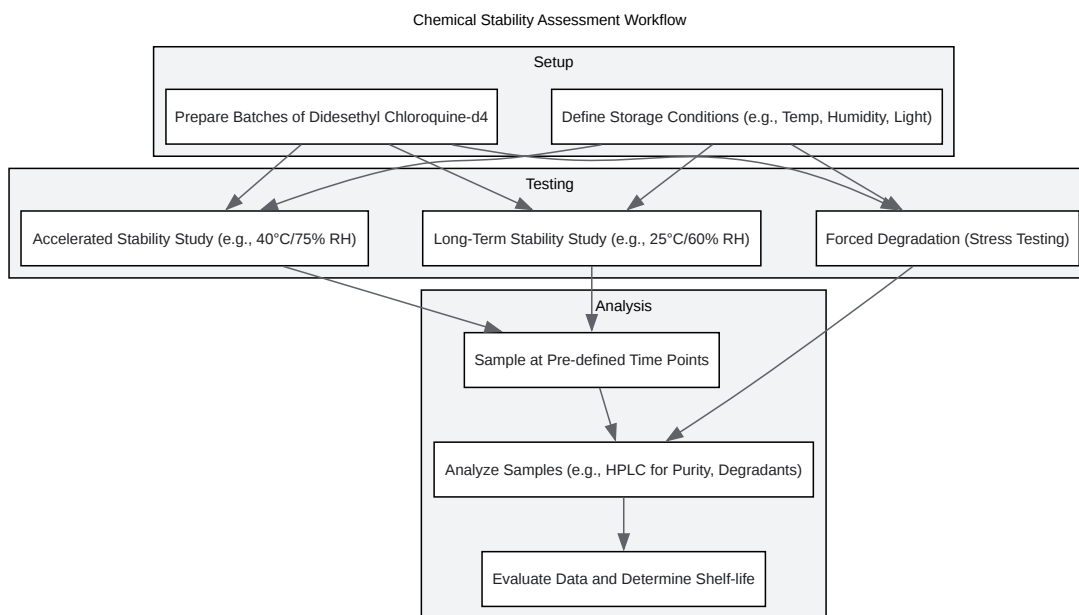 Chemical Stability Assessment Workflow
Setup
Prepare Batches of Didesethyl Chloroquine-d4
Define Storage Conditions (e.g., Temp, Humidity, Light)
Testing
Accelerated Stability Study (e.g., 40°C/75% RH)
Long-Term Stability Study (e.g., 25°C/60% RH)
Forced Degradation (Stress Testing)
Analysis
Sample at Pre-defined Time Points
Analyze Samples (e.g., HPLC for Purity, Degradants)
Evaluate Data and Determine Shelf-life